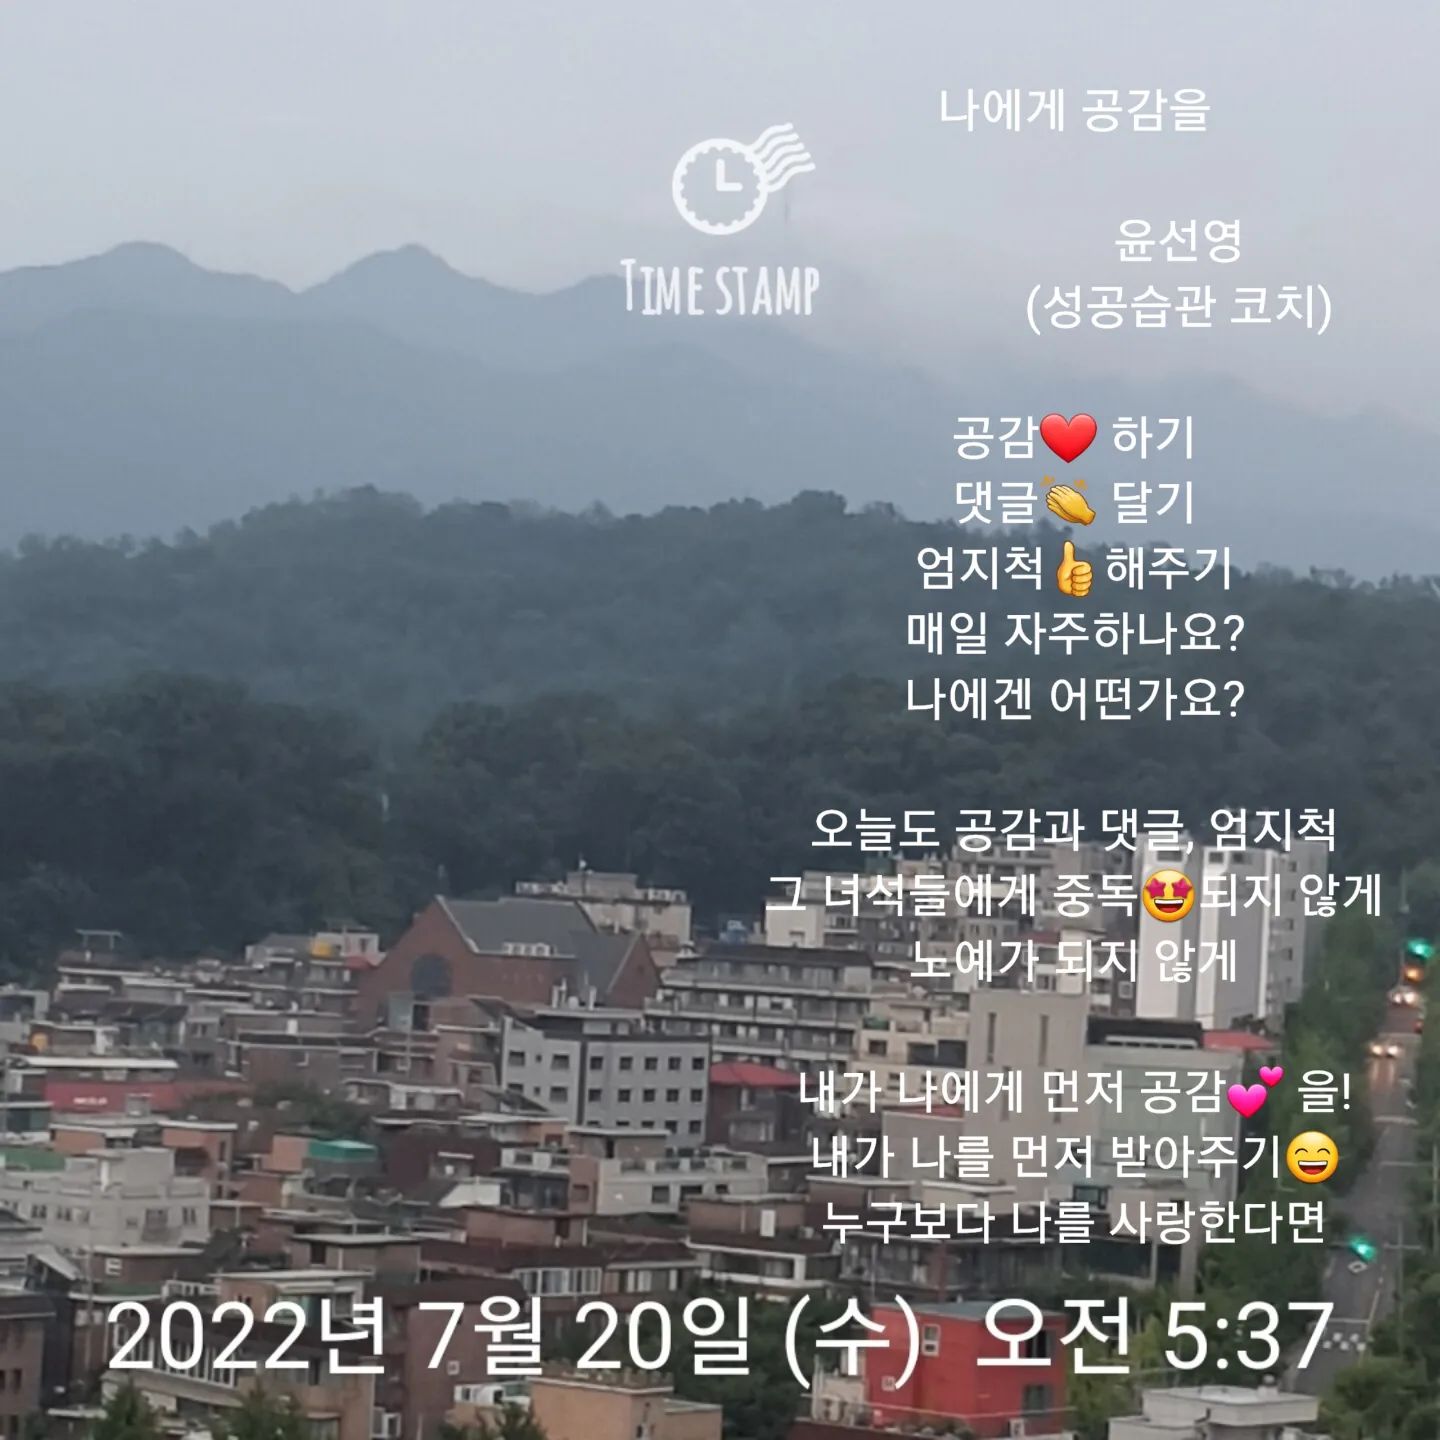 나에게 공감을
TIME STAMP
윤선영
(성공습관 코치)
공감❤️ 하기
댓글👏 달기
엄지척👍해주기
매일 자주하나요?
나에겐 어떤가요?
오늘도 공감과 댓글, 엄지척
그 녀석들에게 중독🤩되지 않게
노예가 되지 않게
내가 나에게 먼저 공감💕 을!
내가 나를 먼저 받아주기😄
누구보다 나를 사랑한다면
2022년 7월 20일 (수) 오전 5:37